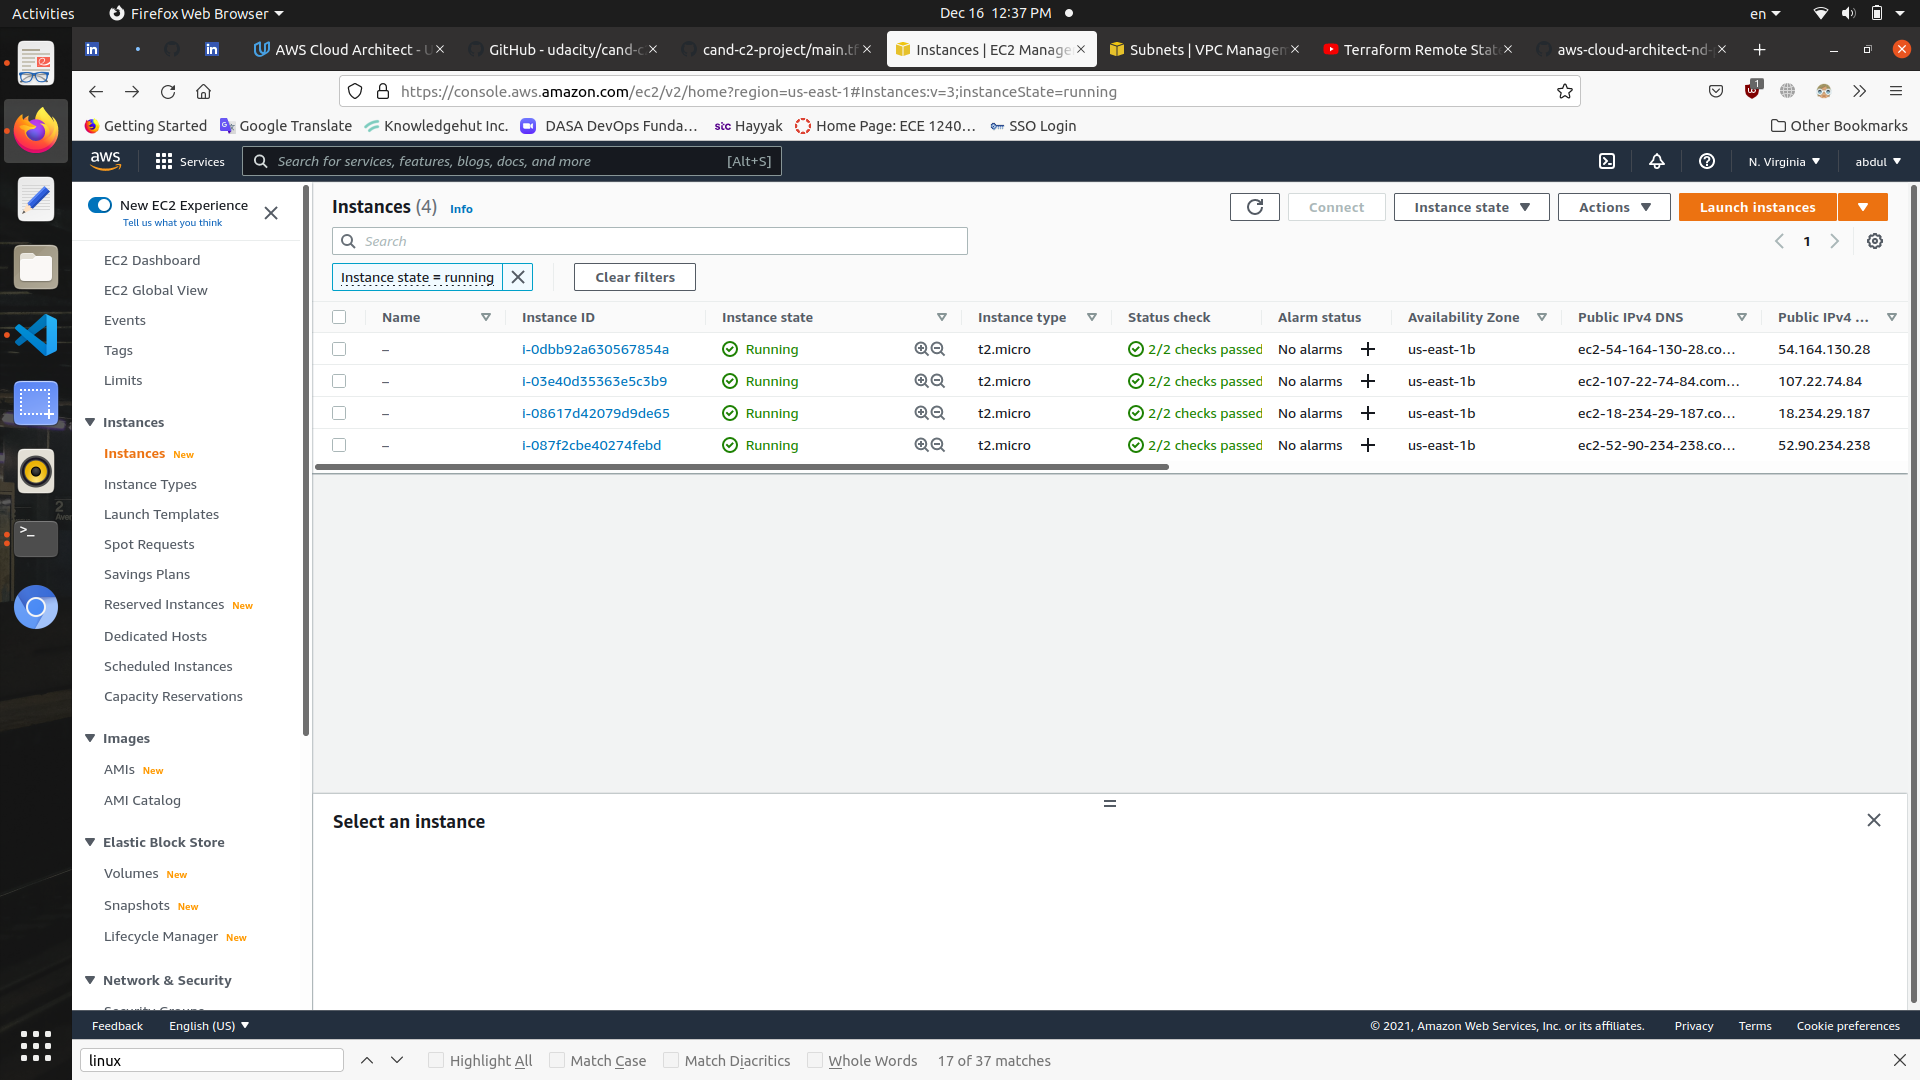 Activities Firefox Web Browser Dec 16 12:37 PM en
AWS Cloud Architect - U GitHub - udacity/cand-c cand-c2-project/main.tf Instances | EC2 Manage Subnets | VPC Managem Terraform Remote Stat aws-cloud-architect-nd-
https://console.aws.amazon.com/ec2/v2/home?region=us-east-1#Instances:v=3;instanceState=running 1
Getting Started Google Translate Knowledgehut Inc. DASA DevOps Funda... stc Hayyak Home Page: ECE 1240... SSO Login Other Bookmarks
aws Services Search for services, features, blogs, docs, and more [Alt+S] N. Virginia abdul
New EC2 Experience
Tell us what you think
EC2 Dashboard
EC2 Global View
Events
Tags
Limits
Instances
Instances New
Instance Types
Launch Templates
Spot Requests
Savings Plans
Reserved Instances New
Dedicated Hosts
Scheduled Instances
Capacity Reservations
Images
AMIs New
AMI Catalog
Elastic Block Store
Volumes New
Snapshots New
Lifecycle Manager New
Network & Security
Instances (4) Info Connect Instance state Actions Launch instances
Search 1
Instance state = running Clear filters
Name Instance ID Instance state Instance type Status check Alarm status Availability Zone Public IPv4 DNS Public IPv4 ...
– i-0dbb92a630567854a Running t2.micro 2/2 checks passed No alarms us-east-1b ec2-54-164-130-28.co... 54.164.130.28
– i-03e40d35363e5c3b9 Running t2.micro 2/2 checks passed No alarms us-east-1b ec2-107-22-74-84.com... 107.22.74.84
– i-08617d42079d9de65 Running t2.micro 2/2 checks passed No alarms us-east-1b ec2-18-234-29-187.co... 18.234.29.187
– i-087f2cbe40274febd Running t2.micro 2/2 checks passed No alarms us-east-1b ec2-52-90-234-238.co... 52.90.234.238
Select an instance
Feedback English (US) © 2021, Amazon Web Services, Inc. or its affiliates. Privacy Terms Cookie preferences
linux Highlight All Match Case Match Diacritics Whole Words 17 of 37 matches